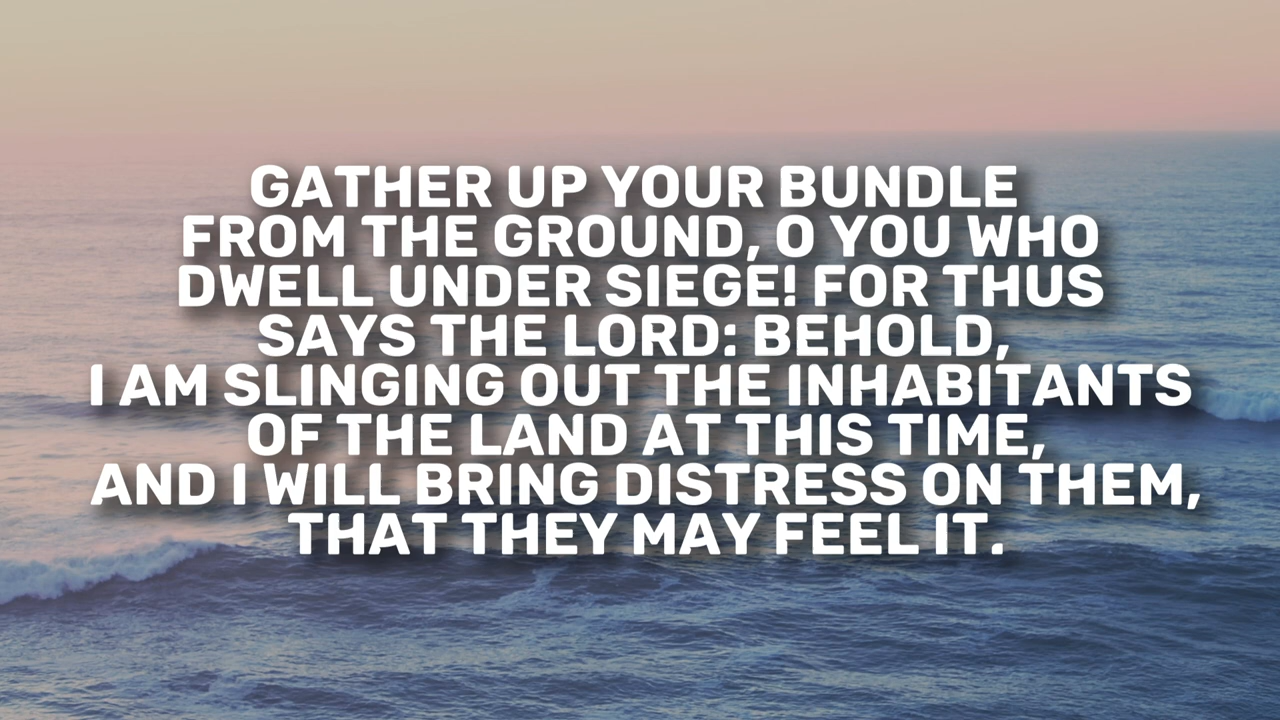 GATHER UP YOUR BUNDLE
FROM THE GROUND, O YOU WHO
DWELL UNDER SIEGE! FOR THUS
SAYS THE LORD: BEHOLD,
I AM SLINGING OUT THE INHABITANTS
OF THE LAND AT THIS TIME,
AND I WILL BRING DISTRESS ON THEM,
THAT THEY MAY FEEL IT.